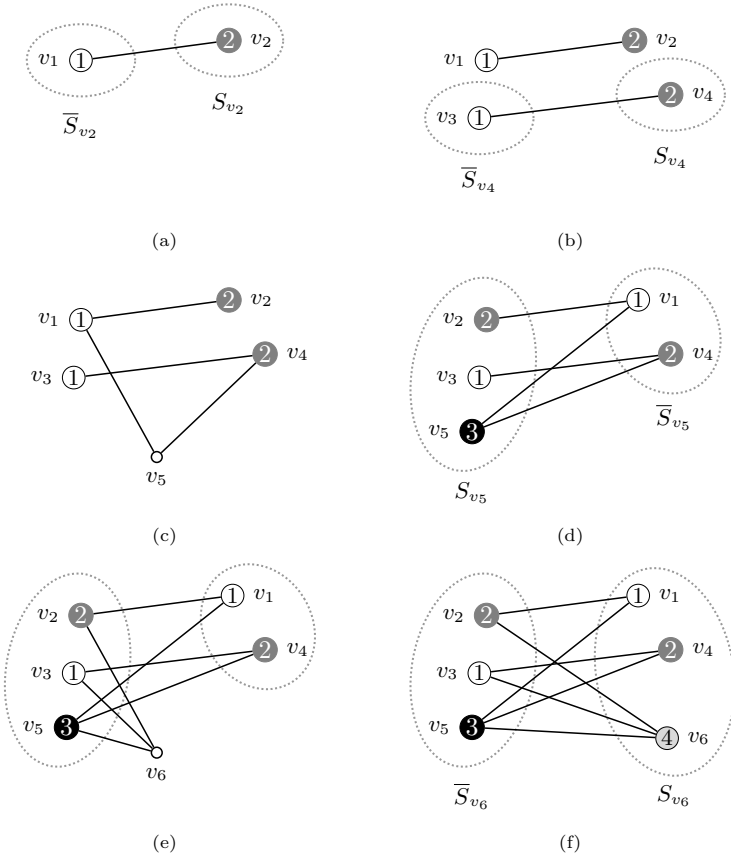 v1 1 2 v2
S̅v2 Sv2
(a)
v1 1 2 v2
v3 1 2 v4
S̅v4 Sv4
(b)
v1 1 2 v2
v3 1 2 v4
v5
(c)
v2 2 1 v1
v3 1 2 v4
v5 3 S̅v5
Sv5
(d)
v2 2 1 v1
v3 1 2 v4
v5 3
v6
(e)
v2 2 1 v1
v3 1 2 v4
v5 3 4 v6
S̅v6 Sv6
(f)